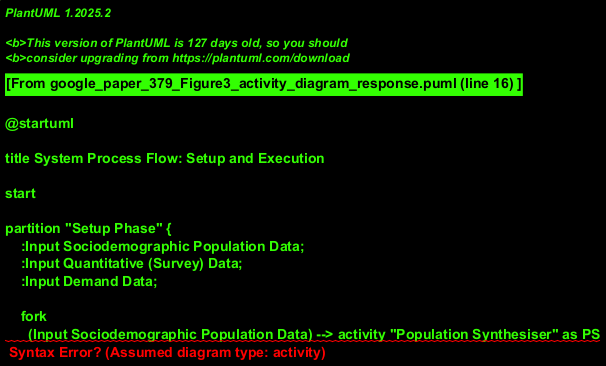 PlantUML 1.2025.2
<b>This version of PlantUML is 127 days old, so you should
<b>consider upgrading from https://plantuml.com/download
[From google_paper_379_Figure3_activity_diagram_response.puml (line 16) ]
@startuml
title System Process Flow: Setup and Execution
start
partition "Setup Phase" {
:Input Sociodemographic Population Data;
:Input Quantitative (Survey) Data;
:Input Demand Data;
fork
(Input Sociodemographic Population Data) --> activity "Population Synthesiser" as PS
Syntax Error? (Assumed diagram type: activity)